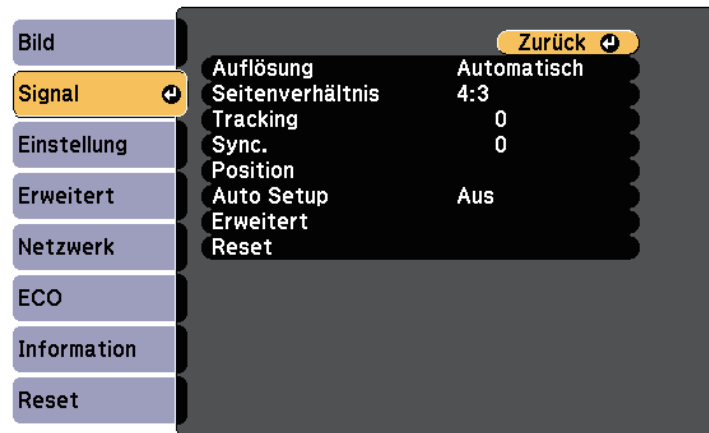 Bild
Signal
Einstellung
Erweitert
Netzwerk
ECO
Information
Reset
Zurück
Auflösung Automatisch
Seitenverhältnis 4:3
Tracking 0
Sync. 0
Position
Auto Setup Aus
Erweitert
Reset